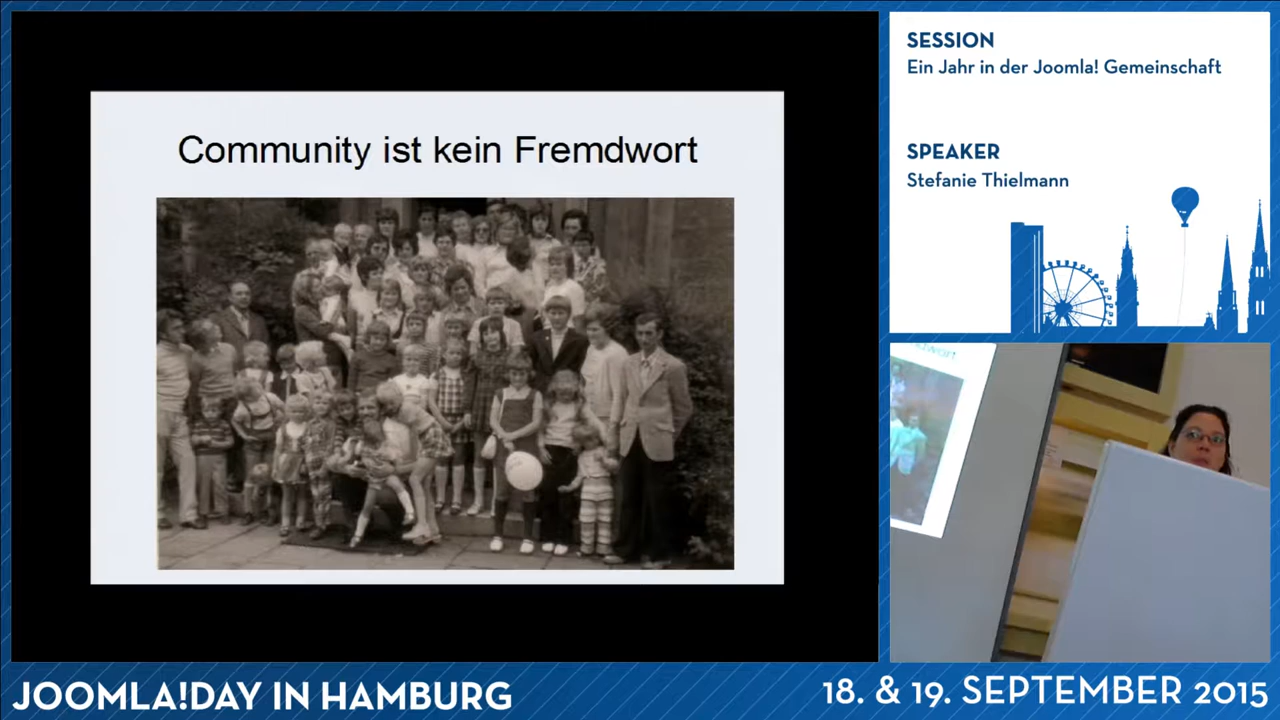 Community ist kein Fremdwort
SESSION
Ein Jahr in der Joomla! Gemeinschaft
SPEAKER
Stefanie Thielmann
JOOMLA!DAY IN HAMBURG
18. & 19. SEPTEMBER 2015